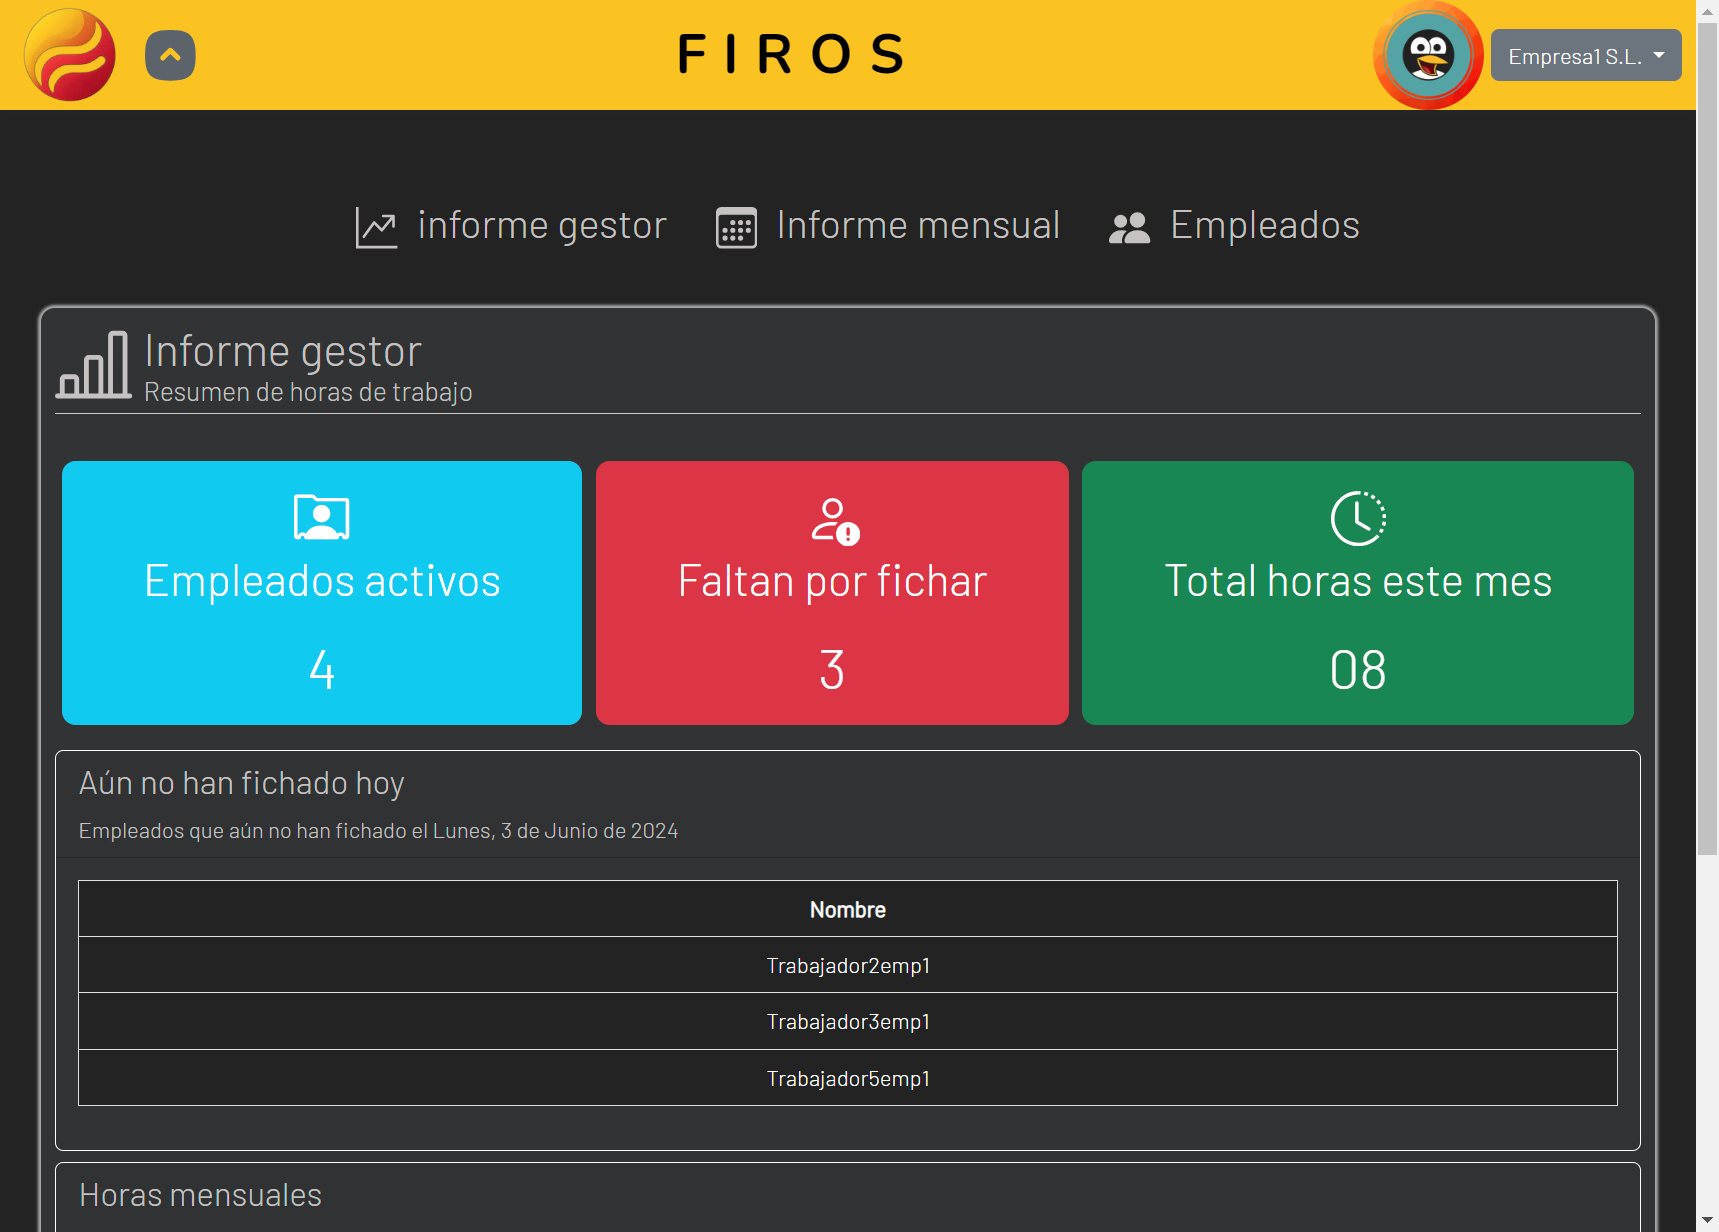 FIROS
Empresa1 S.L.
informe gestor
Informe mensual
Empleados
Informe gestor
Resumen de horas de trabajo
Empleados activos
4
Faltan por fichar
3
Total horas este mes
08
Aún no han fichado hoy
Empleados que aún no han fichado el Lunes, 3 de Junio de 2024
Nombre
Trabajador2emp1
Trabajador3emp1
Trabajador5emp1
Horas mensuales